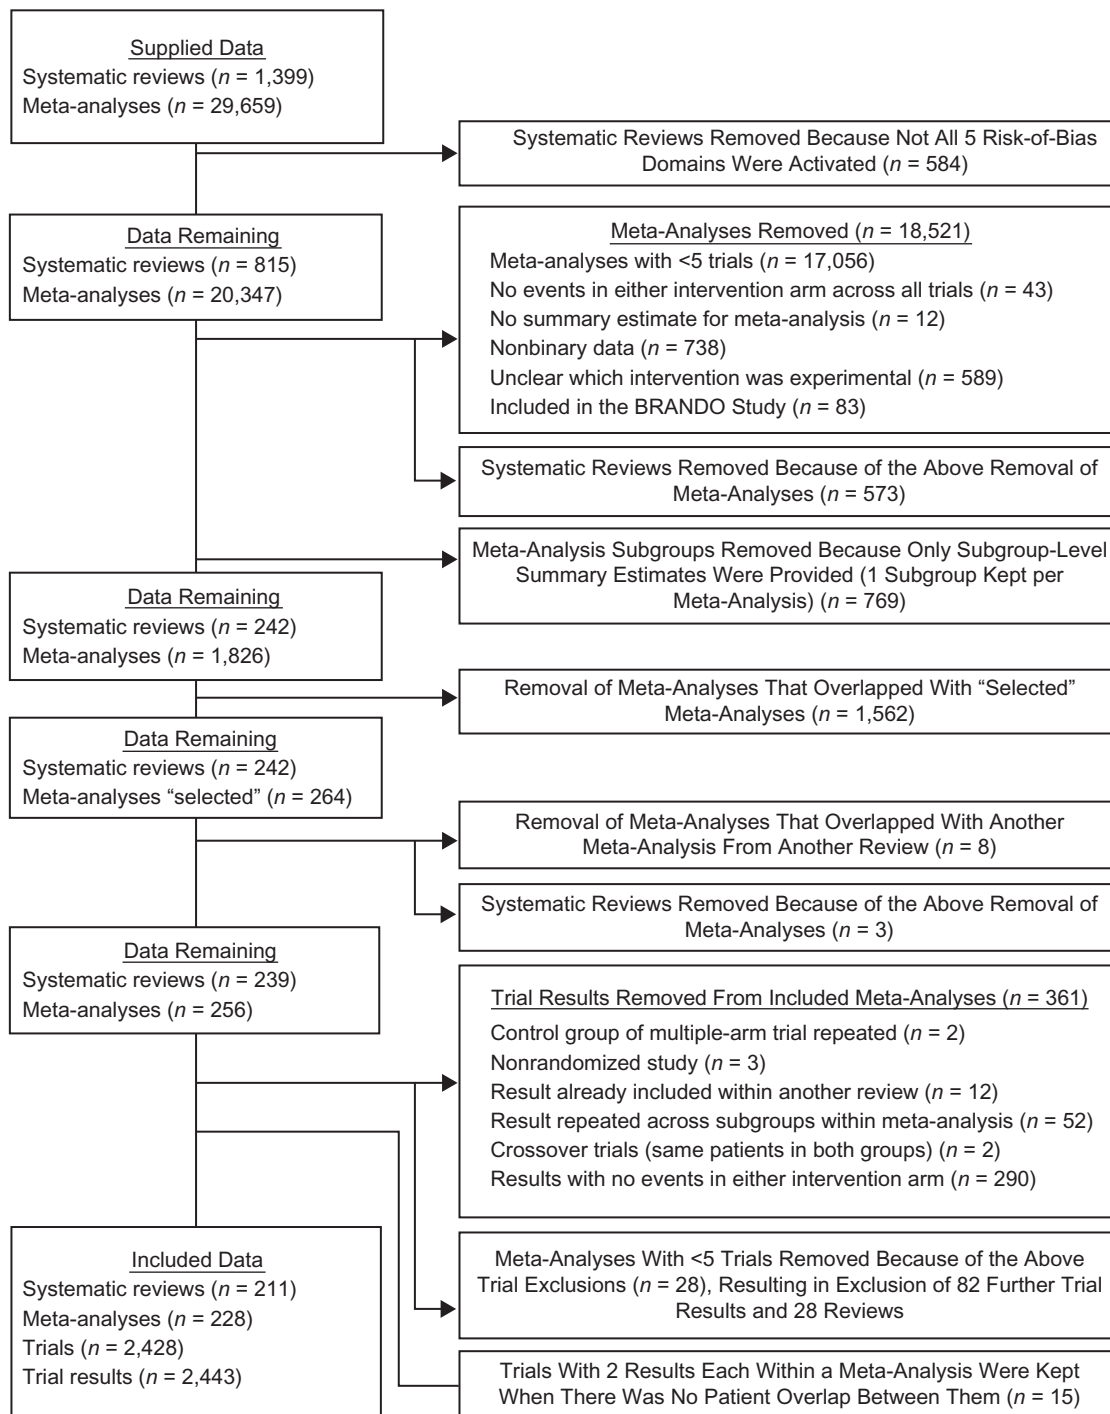 Supplied Data
Systematic reviews (n = 1,399)
Meta-analyses (n = 29,659)
Systematic Reviews Removed Because Not All 5 Risk-of-Bias
Domains Were Activated (n = 584)
Data Remaining
Systematic reviews (n = 815)
Meta-analyses (n = 20,347)
Meta-Analyses Removed (n = 18,521)
Meta-analyses with <5 trials (n = 17,056)
No events in either intervention arm across all trials (n = 43)
No summary estimate for meta-analysis (n = 12)
Nonbinary data (n = 738)
Unclear which intervention was experimental (n = 589)
Included in the BRANDO Study (n = 83)
Systematic Reviews Removed Because of the Above Removal of
Meta-Analyses (n = 573)
Meta-Analysis Subgroups Removed Because Only Subgroup-Level
Summary Estimates Were Provided (1 Subgroup Kept per
Meta-Analysis) (n = 769)
Data Remaining
Systematic reviews (n = 242)
Meta-analyses (n = 1,826)
Removal of Meta-Analyses That Overlapped With “Selected”
Meta-Analyses (n = 1,562)
Data Remaining
Systematic reviews (n = 242)
Meta-analyses “selected” (n = 264)
Removal of Meta-Analyses That Overlapped With Another
Meta-Analysis From Another Review (n = 8)
Systematic Reviews Removed Because of the Above Removal of
Meta-Analyses (n = 3)
Data Remaining
Systematic reviews (n = 239)
Meta-analyses (n = 256)
Trial Results Removed From Included Meta-Analyses (n = 361)
Control group of multiple-arm trial repeated (n = 2)
Nonrandomized study (n = 3)
Result already included within another review (n = 12)
Result repeated across subgroups within meta-analysis (n = 52)
Crossover trials (same patients in both groups) (n = 2)
Results with no events in either intervention arm (n = 290)
Meta-Analyses With <5 Trials Removed Because of the Above
Trial Exclusions (n = 28), Resulting in Exclusion of 82 Further Trial
Results and 28 Reviews
Included Data
Systematic reviews (n = 211)
Meta-analyses (n = 228)
Trials (n = 2,428)
Trial results (n = 2,443)
Trials With 2 Results Each Within a Meta-Analysis Were Kept
When There Was No Patient Overlap Between Them (n = 15)